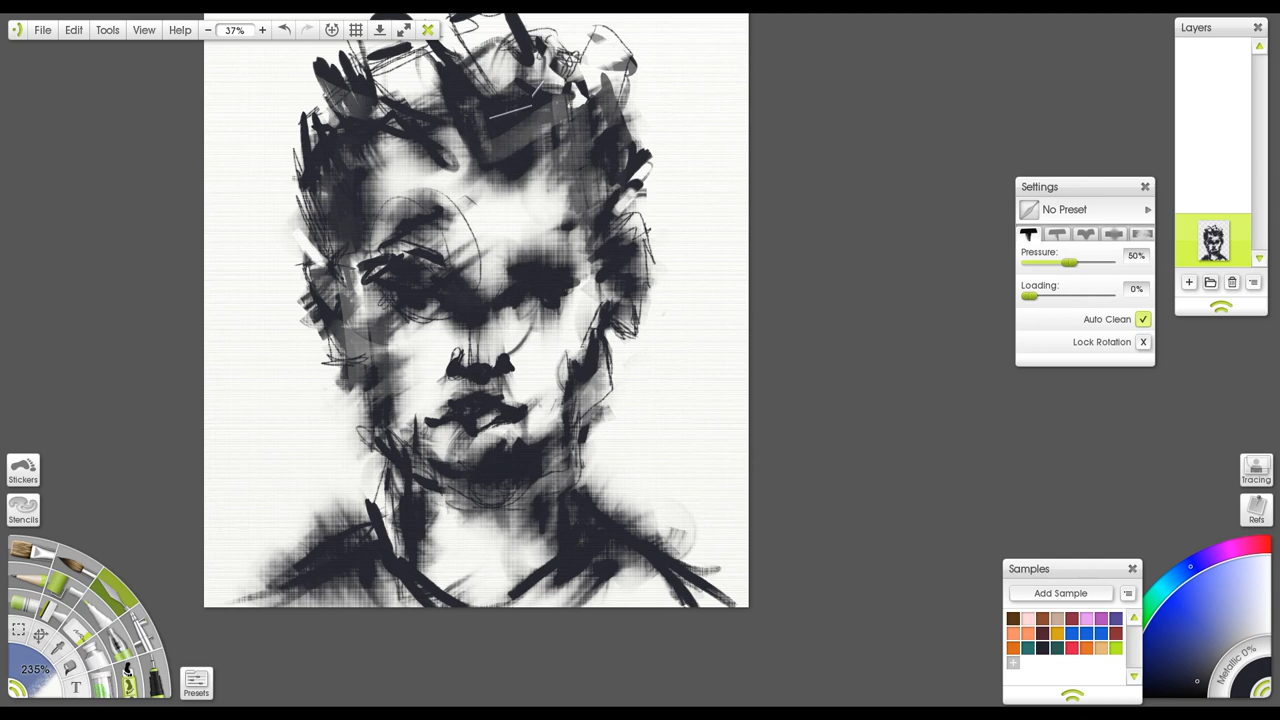 File Edit Tools View Help − 37% +
Layers
Settings
No Preset
Pressure:
50%
Loading:
0%
Auto Clean
Lock Rotation X
Stickers
Stencils
Tracing
Refs
Samples
Add Sample
235%
T
Presets
Metallic 0%